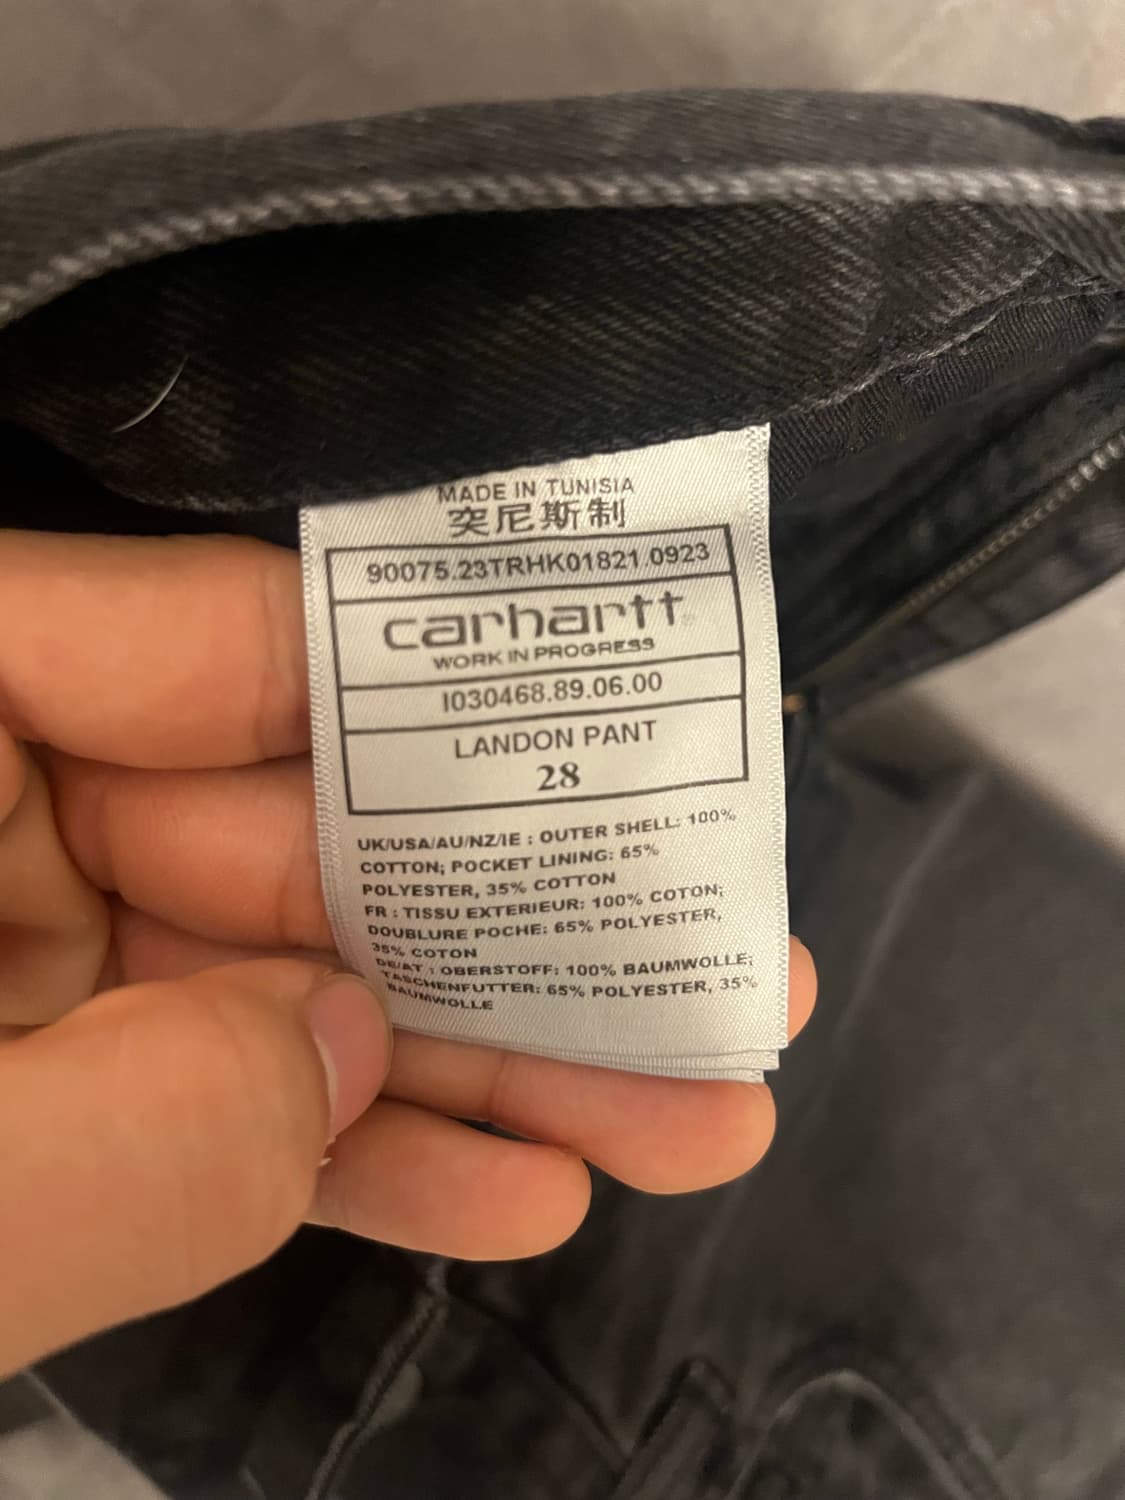 MADE IN TUNISIA
突尼斯制
90075.23TRHK01821.0923
carhartt
WORK IN PROGRESS
I030468.89.06.00
LANDON PANT
28
UK/USA/AU/NZ/IE : OUTER SHELL: 100%
COTTON; POCKET LINING: 65%
POLYESTER, 35% COTTON
FR : TISSU EXTERIEUR: 100% COTON;
DOUBLURE POCHE: 65% POLYESTER,
35% COTON
DE/AT : OBERSTOFF: 100% BAUMWOLLE;
TASCHENFUTTER: 65% POLYESTER, 35%
BAUMWOLLE